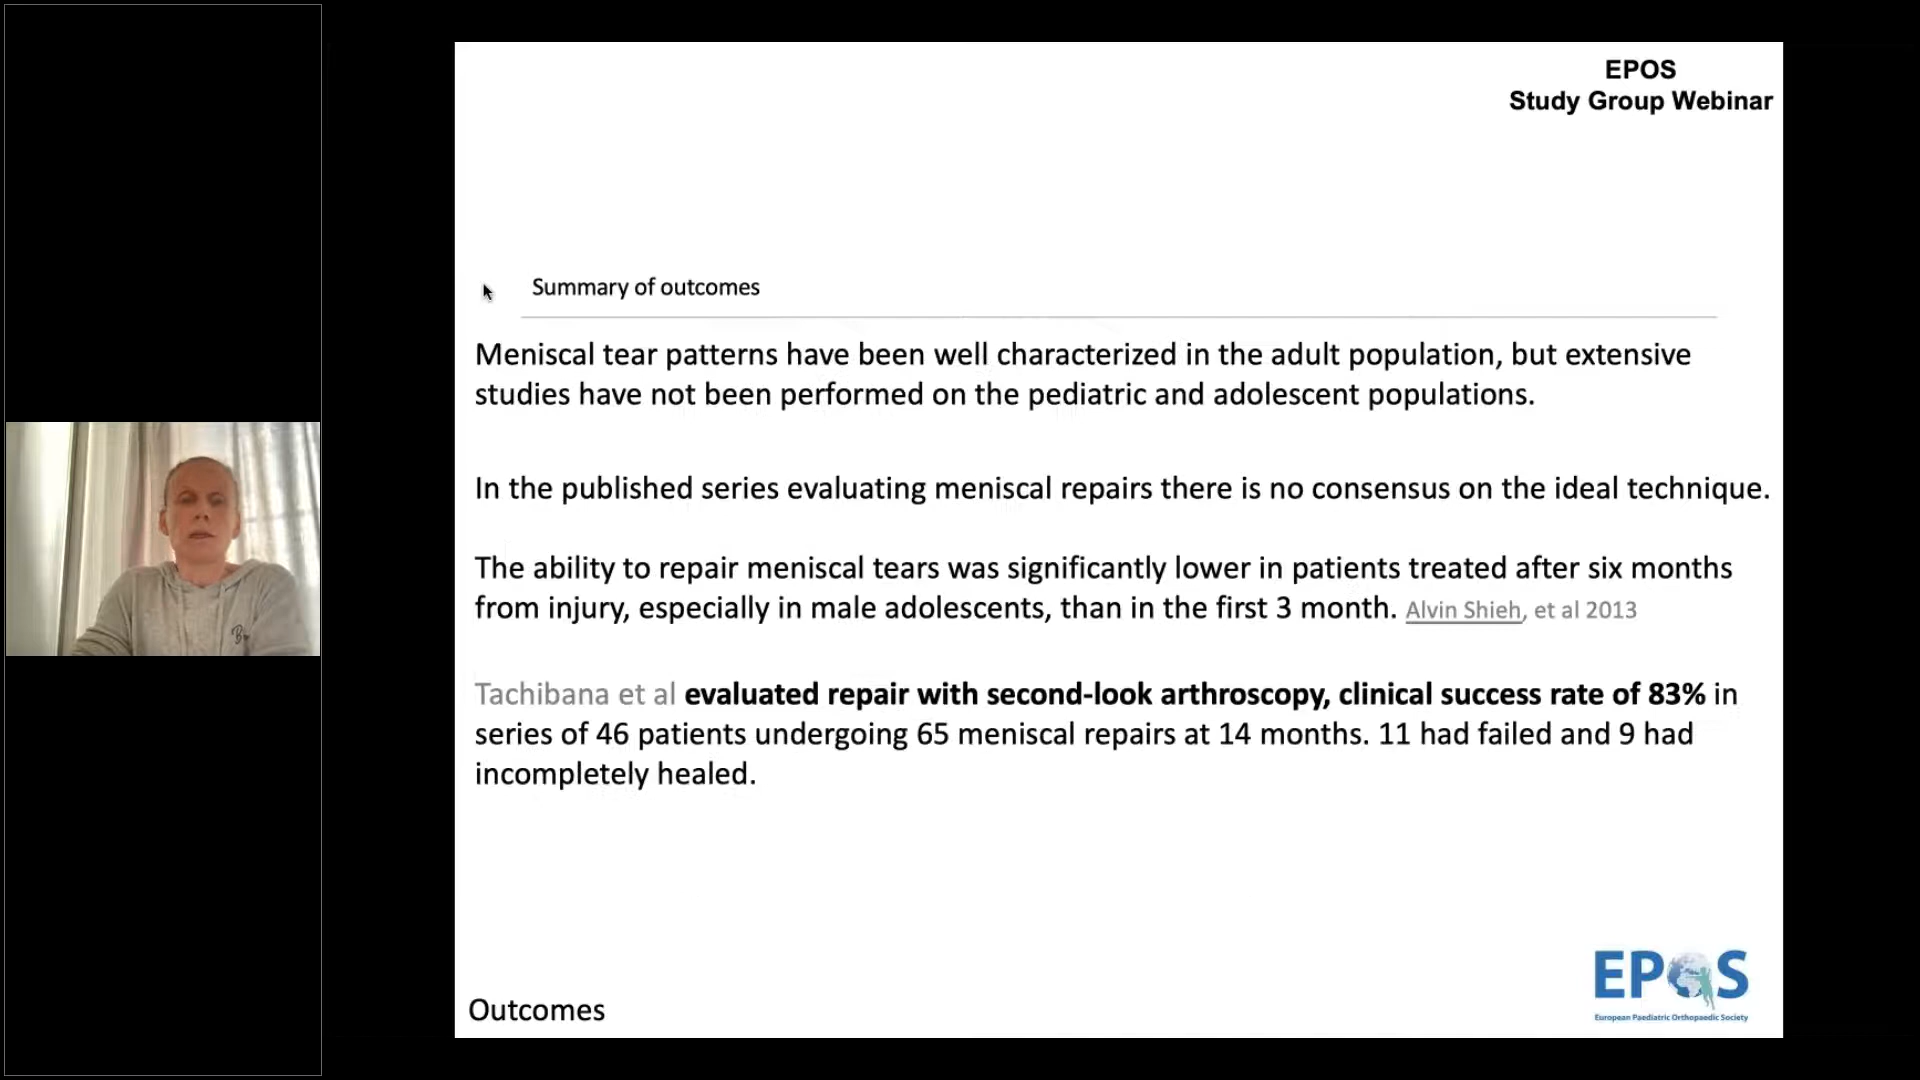 EPOS
Study Group Webinar
Summary of outcomes
Meniscal tear patterns have been well characterized in the adult population, but extensive
studies have not been performed on the pediatric and adolescent populations.
In the published series evaluating meniscal repairs there is no consensus on the ideal technique.
The ability to repair meniscal tears was significantly lower in patients treated after six months
from injury, especially in male adolescents, than in the first 3 month. Alvin Shieh, et al 2013
Tachibana et al evaluated repair with second-look arthroscopy, clinical success rate of 83% in
series of 46 patients undergoing 65 meniscal repairs at 14 months. 11 had failed and 9 had
incompletely healed.
EPOS
European Paediatric Orthopaedic Society
Outcomes